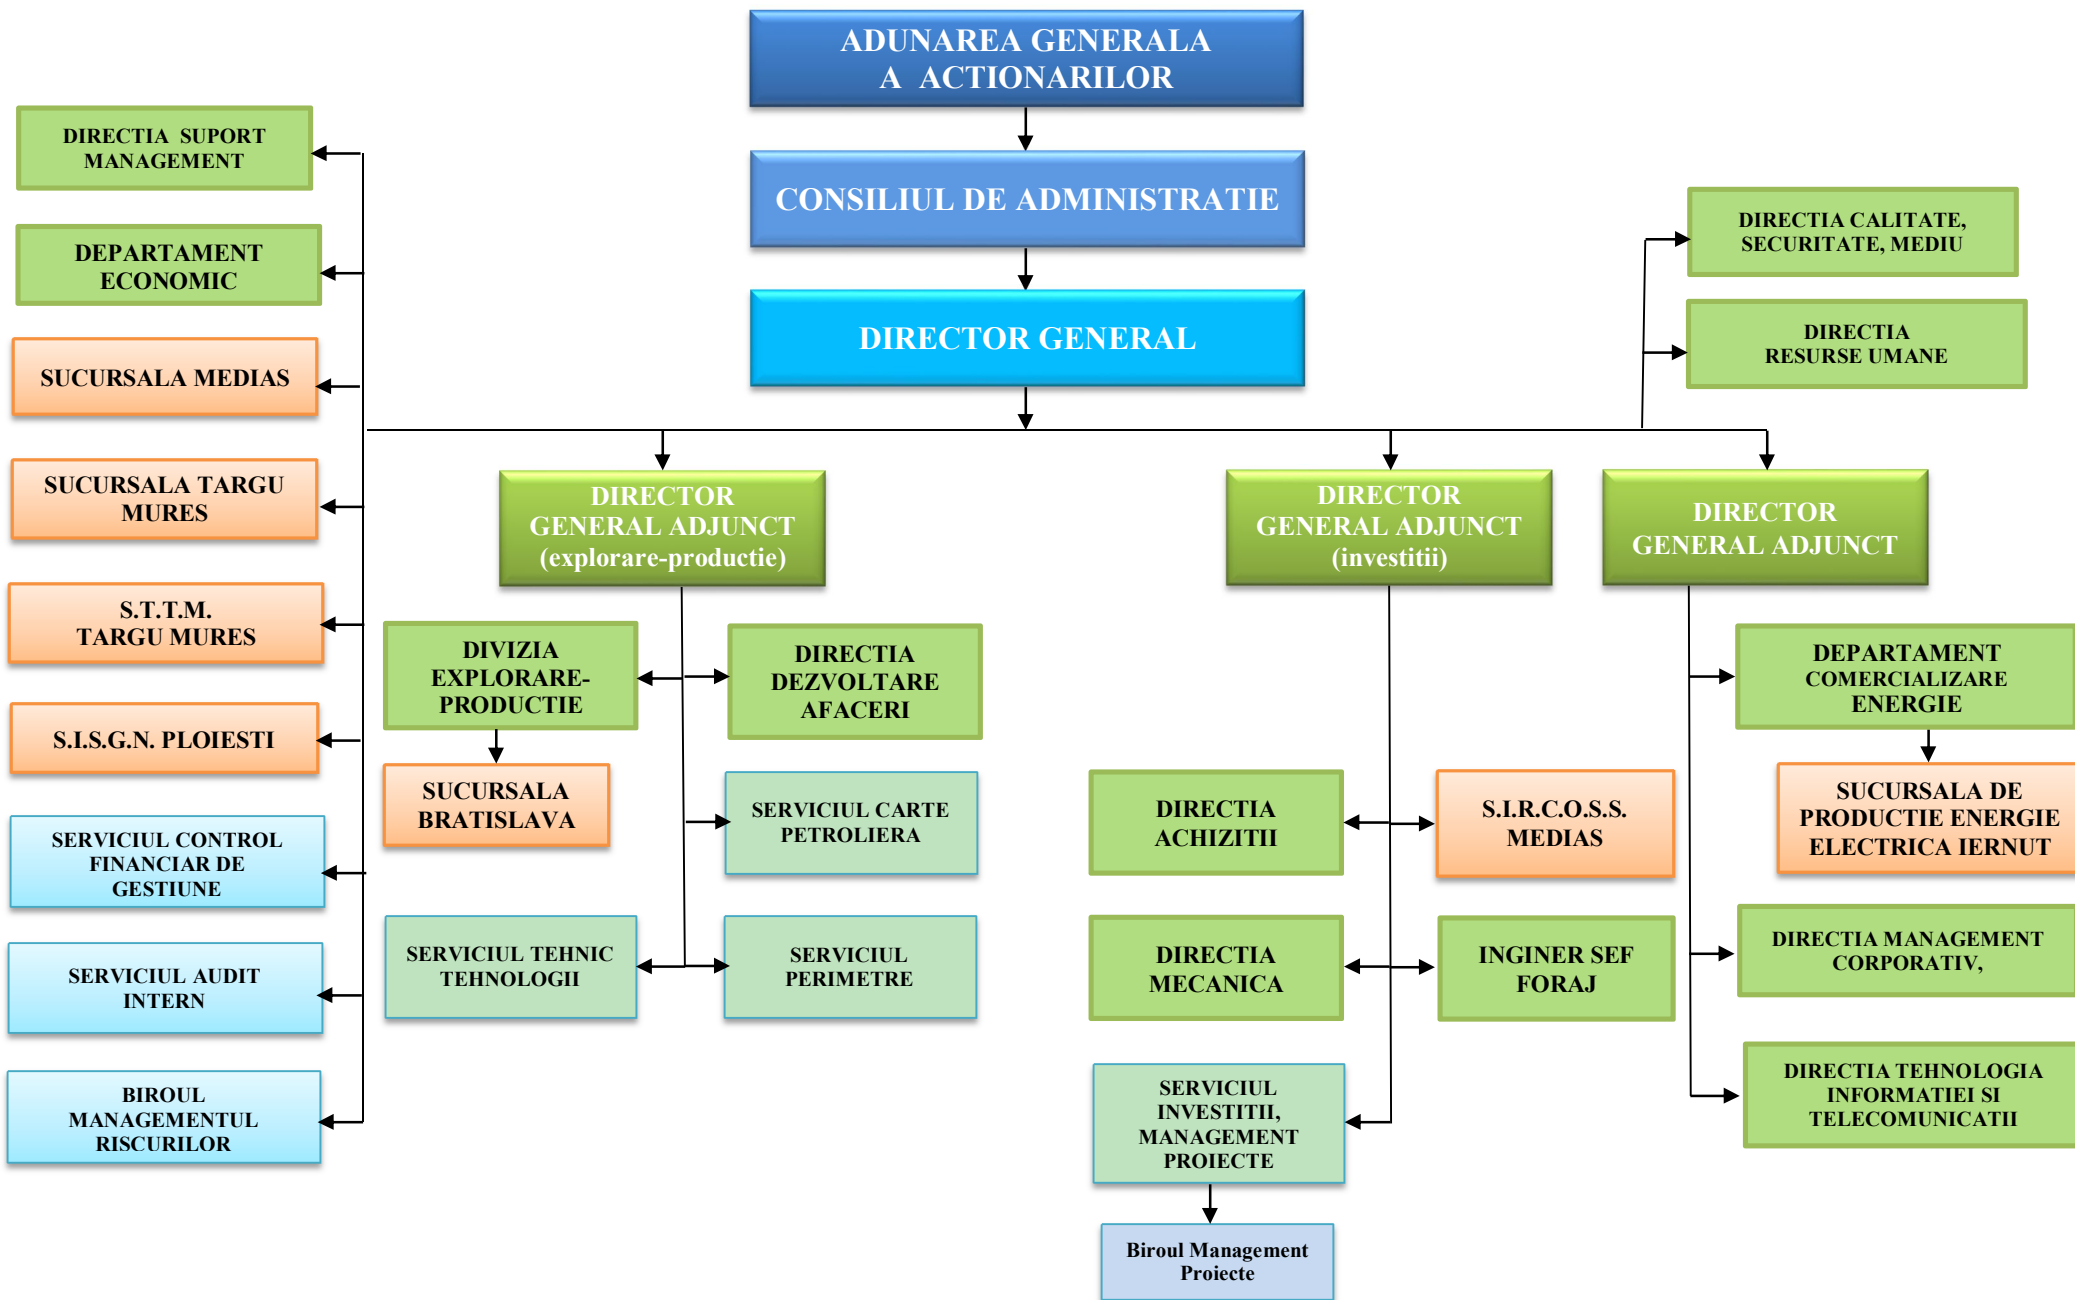 ADUNAREA GENERALA
A ACTIONARILOR
CONSILIUL DE ADMINISTRATIE
DIRECTOR GENERAL
DIRECTIA SUPORT
MANAGEMENT
DEPARTAMENT
ECONOMIC
SUCURSALA MEDIAS
SUCURSALA TARGU
MURES
S.T.T.M.
TARGU MURES
S.I.S.G.N. PLOIESTI
SERVICIUL CONTROL
FINANCIAR DE
GESTIUNE
SERVICIUL AUDIT
INTERN
BIROUL
MANAGEMENTUL
RISCURILOR
DIRECTIA CALITATE,
SECURITATE, MEDIU
DIRECTIA
RESURSE UMANE
DIRECTOR
GENERAL ADJUNCT
(explorare-productie)
DIVIZIA
EXPLORARE-
PRODUCTIE
DIRECTIA
DEZVOLTARE
AFACERI
SUCURSALA
BRATISLAVA
SERVICIUL CARTE
PETROLIERA
SERVICIUL TEHNIC
TEHNOLOGII
SERVICIUL
PERIMETRE
DIRECTOR
GENERAL ADJUNCT
(investitii)
DIRECTIA
ACHIZITII
S.I.R.C.O.S.S.
MEDIAS
DIRECTIA
MECANICA
INGINER SEF
FORAJ
SERVICIUL
INVESTITII,
MANAGEMENT
PROIECTE
Biroul Management
Proiecte
DIRECTOR
GENERAL ADJUNCT
DEPARTAMENT
COMERCIALIZARE
ENERGIE
SUCURSALA DE
PRODUCTIE ENERGIE
ELECTRICA IERNUT
DIRECTIA MANAGEMENT
CORPORATIV,
DIRECTIA TEHNOLOGIA
INFORMATIEI SI
TELECOMUNICATII